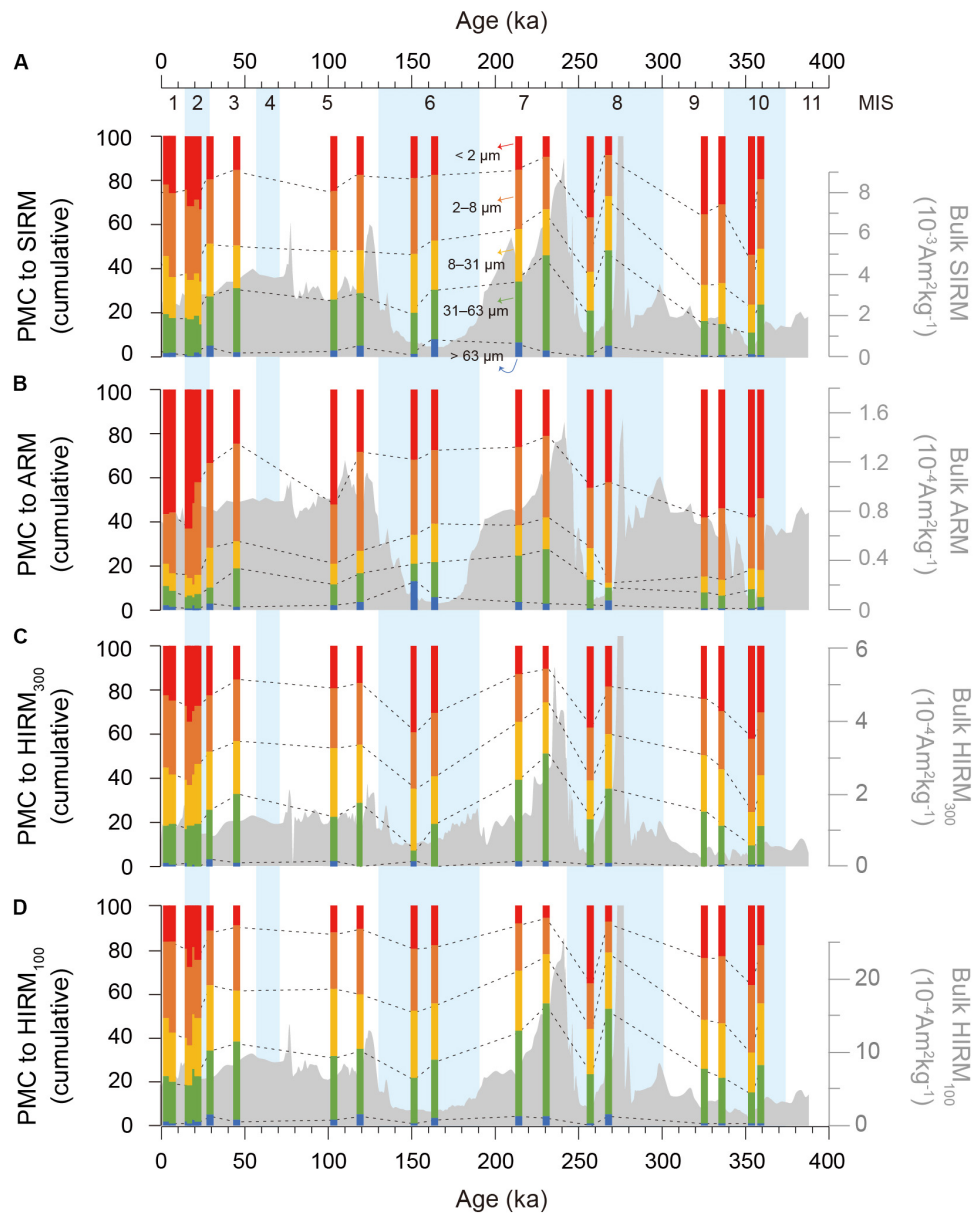 Age (ka)
A
0 50 100 150 200 250 300 350 400
1 2 3 4 5 6 7 8 9 10 11 MIS
PMC to SIRM
(cumulative)
100
80
60
40
20
0
< 2 µm
2–8 µm
8–31 µm
31–63 µm
> 63 µm
8
6
4
2
0
Bulk SIRM
(10⁻³Am²kg⁻¹)
B
PMC to ARM
(cumulative)
100
80
60
40
20
0
1.6
1.2
0.8
0.4
0
Bulk ARM
(10⁻⁴Am²kg⁻¹)
C
PMC to HIRM₃₀₀
(cumulative)
100
80
60
40
20
0
6
4
2
0
Bulk HIRM₃₀₀
(10⁻⁴Am²kg⁻¹)
D
PMC to HIRM₁₀₀
(cumulative)
100
80
60
40
20
0
20
10
0
Bulk HIRM₁₀₀
(10⁻⁴Am²kg⁻¹)
0 50 100 150 200 250 300 350 400
Age (ka)